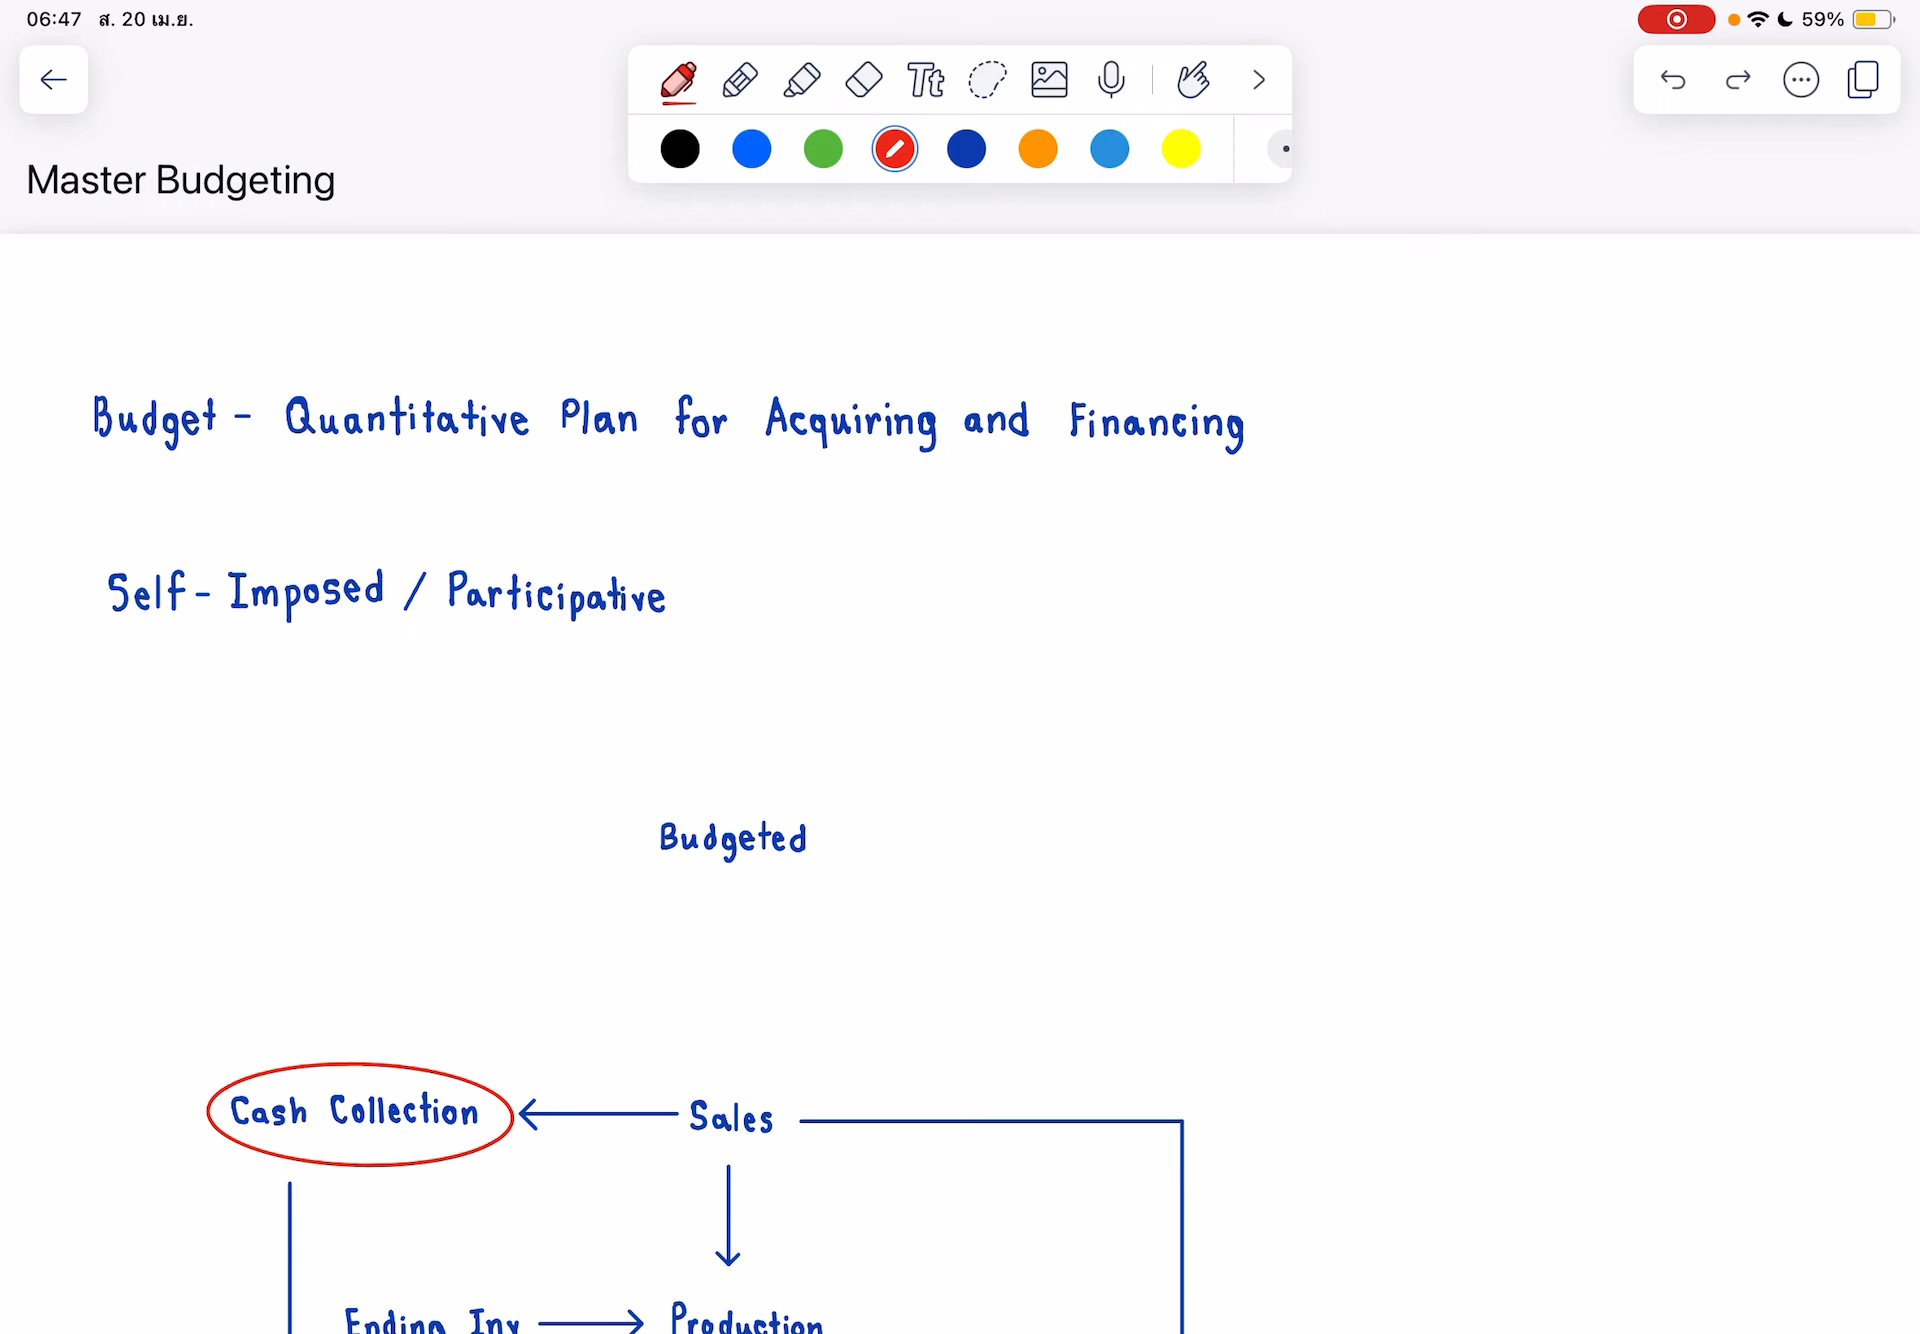 06:47 ส. 20 เม.ย. 59%
Tt
Master Budgeting
Budget - Quantitative Plan for Acquiring and Financing
Self-Imposed / Participative
Budgeted
Cash Collection Sales
Ending Inv Production